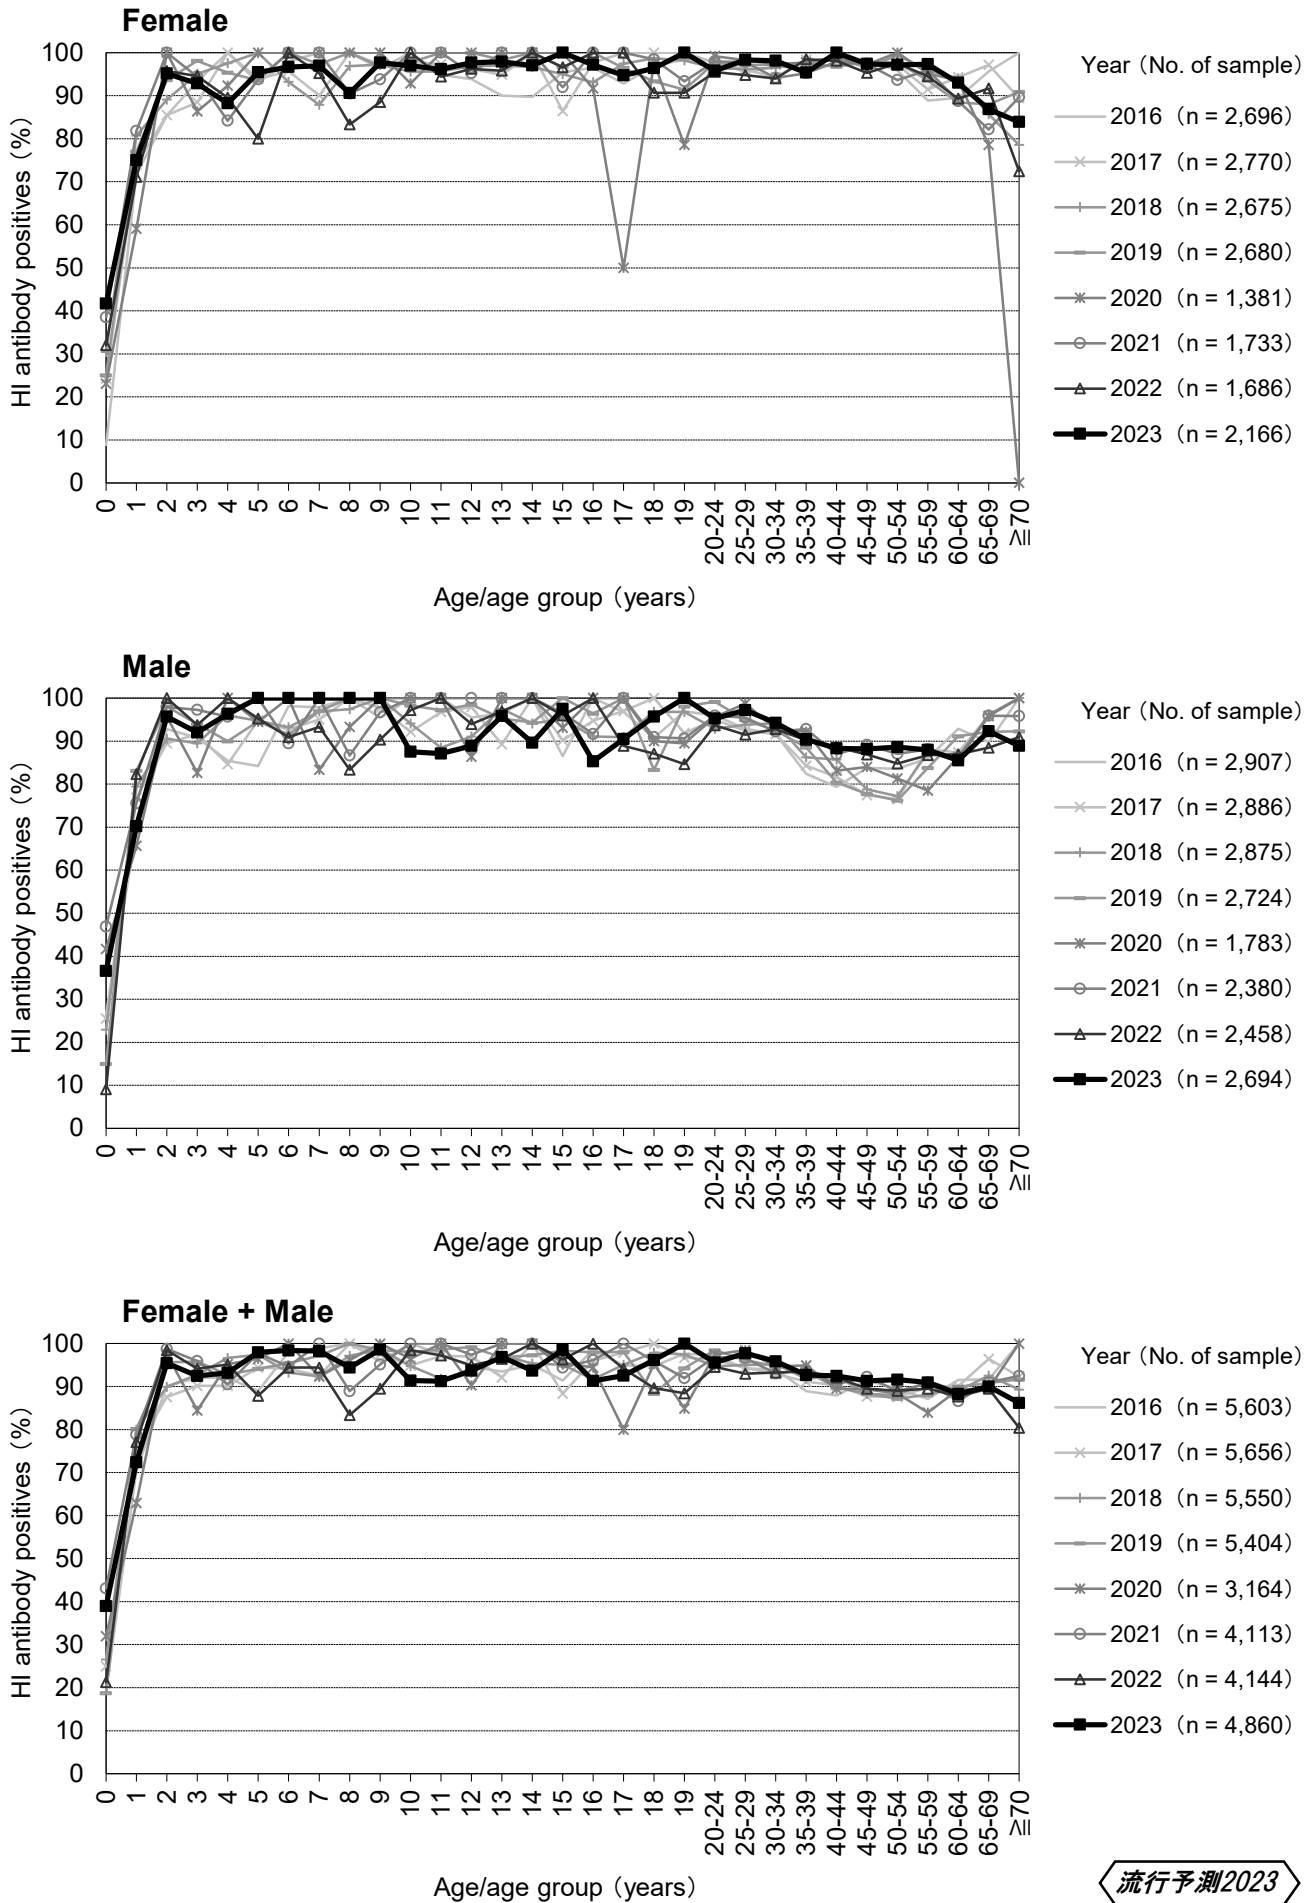 Female
HI antibody positives (%)
100
90
80
70
60
50
40
30
20
10
0
0 1 2 3 4 5 6 7 8 9 10 11 12 13 14 15 16 17 18 19 20-24 25-29 30-34 35-39 40-44 45-49 50-54 55-59 60-64 65-69 ≧70
Age/age group (years)
Year (No. of sample)
2016 (n = 2,696)
2017 (n = 2,770)
2018 (n = 2,675)
2019 (n = 2,680)
2020 (n = 1,381)
2021 (n = 1,733)
2022 (n = 1,686)
2023 (n = 2,166)
Male
HI antibody positives (%)
100
90
80
70
60
50
40
30
20
10
0
0 1 2 3 4 5 6 7 8 9 10 11 12 13 14 15 16 17 18 19 20-24 25-29 30-34 35-39 40-44 45-49 50-54 55-59 60-64 65-69 ≧70
Age/age group (years)
Year (No. of sample)
2016 (n = 2,907)
2017 (n = 2,886)
2018 (n = 2,875)
2019 (n = 2,724)
2020 (n = 1,783)
2021 (n = 2,380)
2022 (n = 2,458)
2023 (n = 2,694)
Female + Male
HI antibody positives (%)
100
90
80
70
60
50
40
30
20
10
0
0 1 2 3 4 5 6 7 8 9 10 11 12 13 14 15 16 17 18 19 20-24 25-29 30-34 35-39 40-44 45-49 50-54 55-59 60-64 65-69 ≧70
Age/age group (years)
Year (No. of sample)
2016 (n = 5,603)
2017 (n = 5,656)
2018 (n = 5,550)
2019 (n = 5,404)
2020 (n = 3,164)
2021 (n = 4,113)
2022 (n = 4,144)
2023 (n = 4,860)
流行予測2023